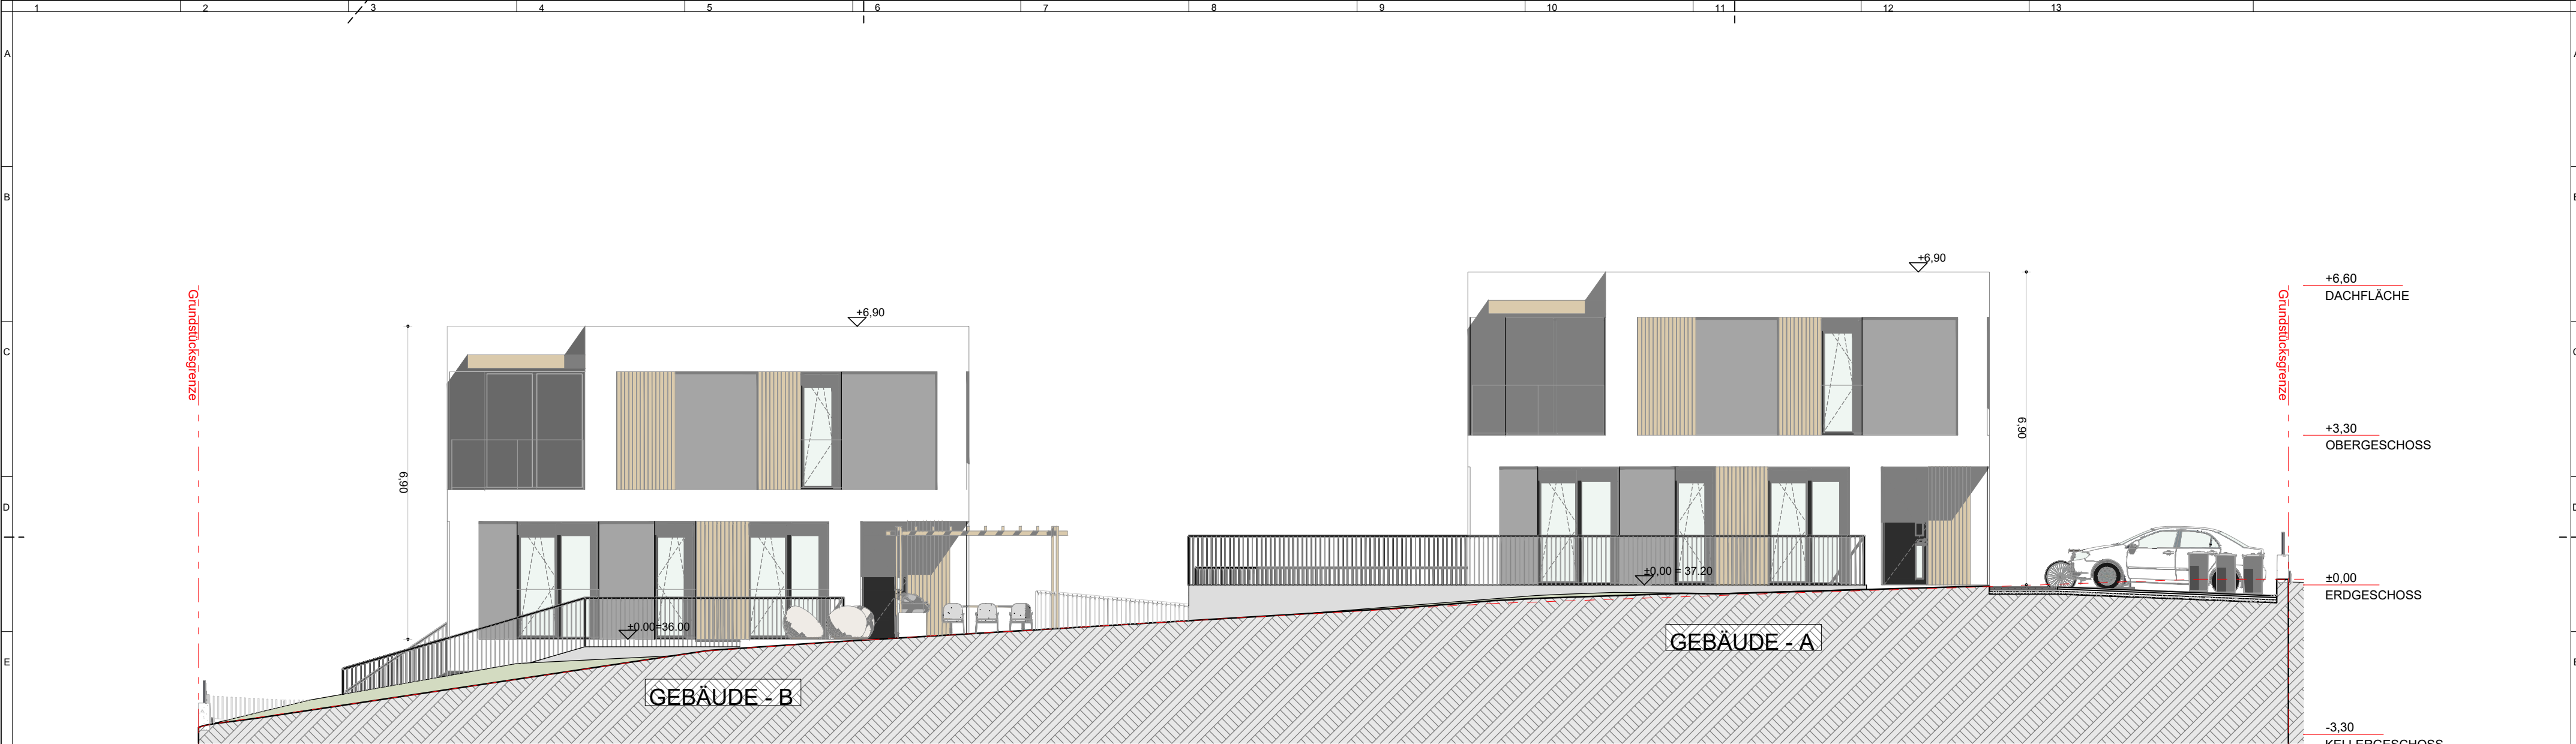 1 2 3 4 5 6 7 8 9 10 11 12 13
A
A
B
B
+6,90
+6,60
DACHFLÄCHE
Grundstücksgrenze
Grundstücksgrenze
+6,90
C
+3,30
OBERGESCHOSS
6,90
6,90
D
±0,00 = 37.20
±0,00
ERDGESCHOSS
±0.00=36.00
GEBÄUDE - A
E
GEBÄUDE - B
-3,30
KELLERGESCHOSS